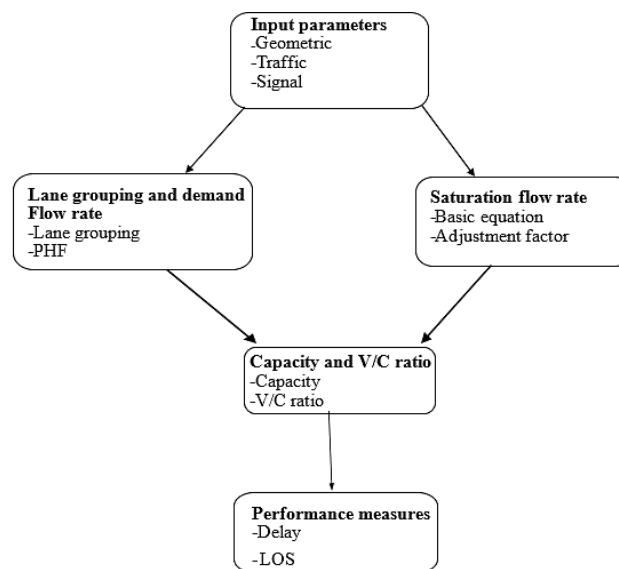 Input parameters
-Geometric
-Traffic
-Signal
Lane grouping and demand
Flow rate
-Lane grouping
-PHF
Saturation flow rate
-Basic equation
-Adjustment factor
Capacity and V/C ratio
-Capacity
-V/C ratio
Performance measures
-Delay
-LOS